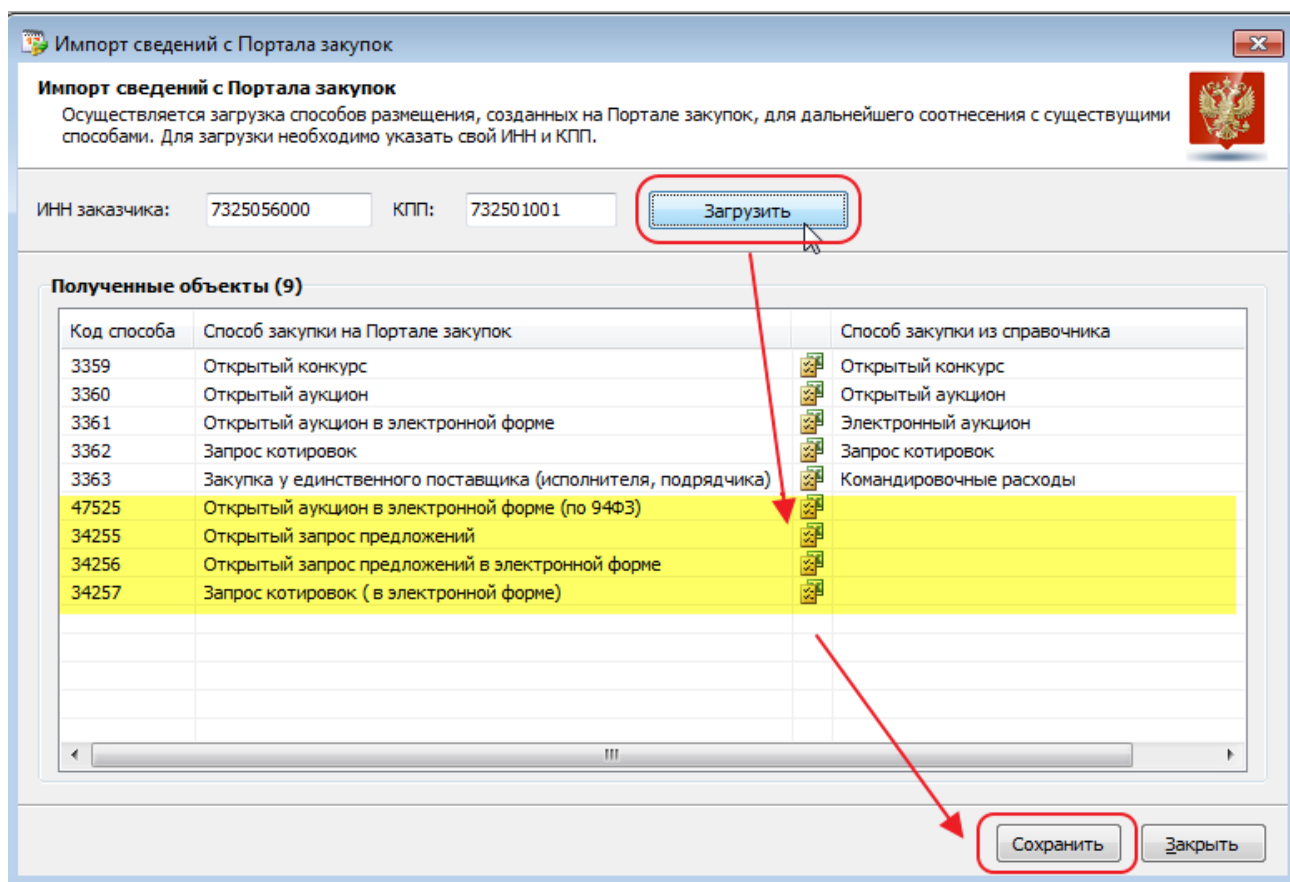 Импорт сведений с Портала закупок
Импорт сведений с Портала закупок
Осуществляется загрузка способов размещения, созданных на Портале закупок, для дальнейшего соотнесения с существующими
способами. Для загрузки необходимо указать свой ИНН и КПП.
ИНН заказчика: 7325056000 КПП: 732501001 Загрузить
Полученные объекты (9)
Код способа Способ закупки на Портале закупок Способ закупки из справочника
3359 Открытый конкурс Открытый конкурс
3360 Открытый аукцион Открытый аукцион
3361 Открытый аукцион в электронной форме Электронный аукцион
3362 Запрос котировок Запрос котировок
3363 Закупка у единственного поставщика (исполнителя, подрядчика) Командировочные расходы
47525 Открытый аукцион в электронной форме (по 94ФЗ)
34255 Открытый запрос предложений
34256 Открытый запрос предложений в электронной форме
34257 Запрос котировок ( в электронной форме)
Сохранить Закрыть